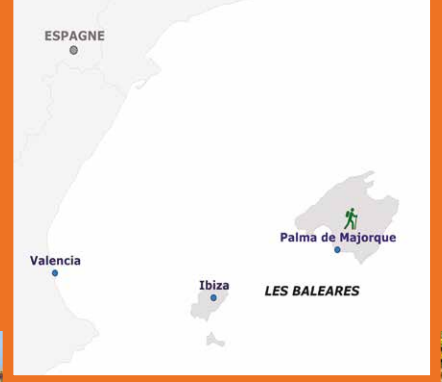 ESPAGNE
Palma de Majorque
Valencia
Ibiza
LES BALEARES